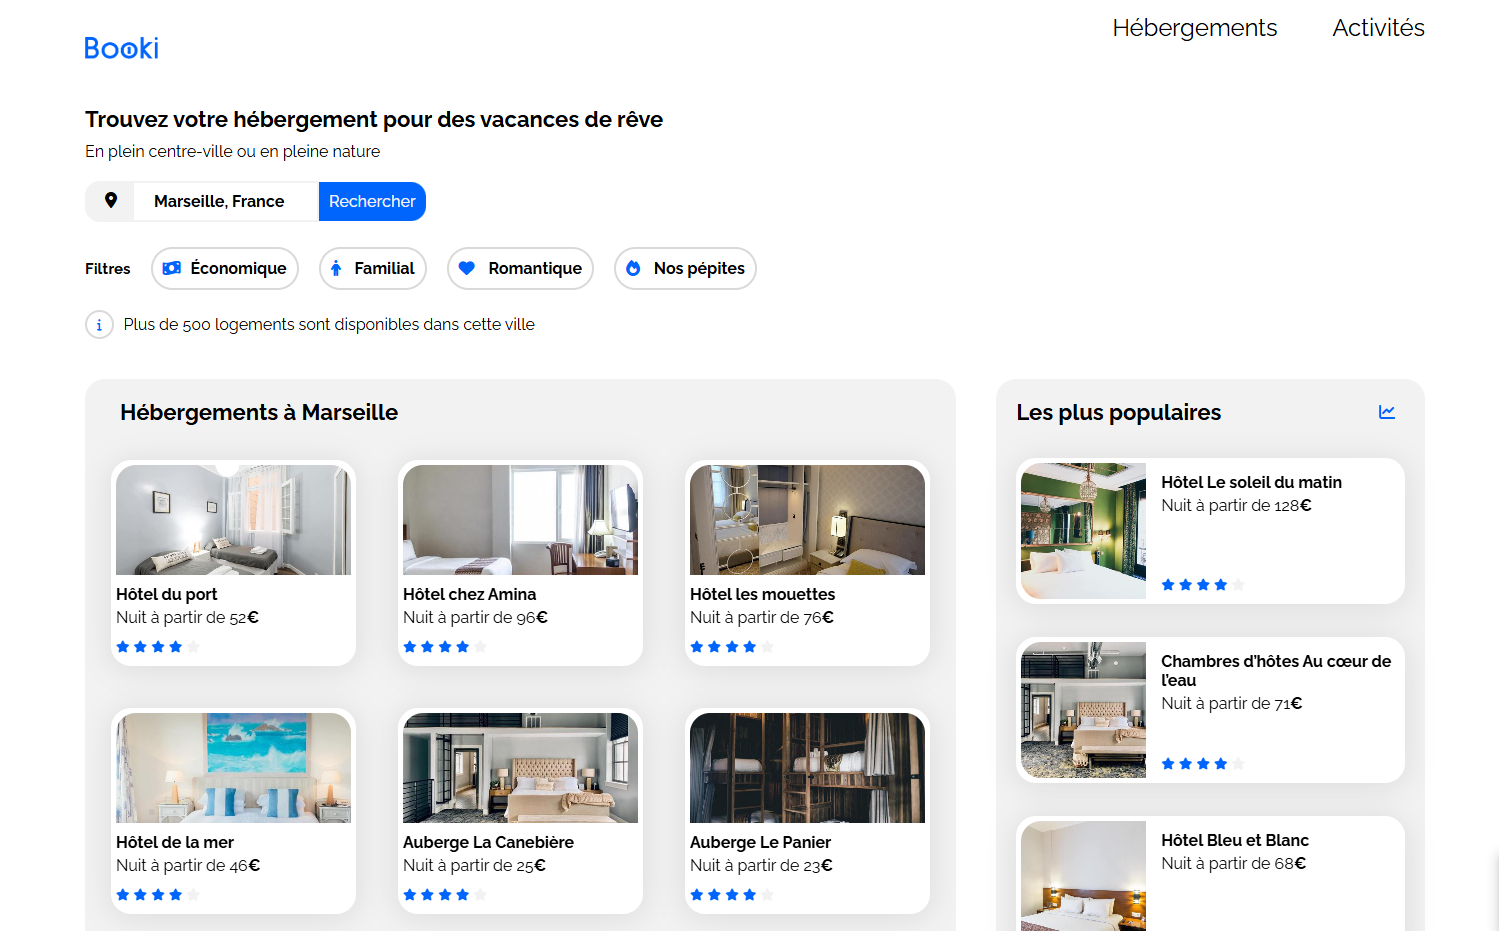 Booki
Hébergements
Activités
Trouvez votre hébergement pour des vacances de rêve
En plein centre-ville ou en pleine nature
Marseille, France
Rechercher
Filtres
Économique
Familial
Romantique
Nos pépites
Plus de 500 logements sont disponibles dans cette ville
Hébergements à Marseille
Hôtel du port
Nuit à partir de 52€
Hôtel chez Amina
Nuit à partir de 96€
Hôtel les mouettes
Nuit à partir de 76€
Hôtel de la mer
Nuit à partir de 46€
Auberge La Canebière
Nuit à partir de 25€
Auberge Le Panier
Nuit à partir de 23€
Les plus populaires
Hôtel Le soleil du matin
Nuit à partir de 128€
Chambres d’hôtes Au cœur de
l’eau
Nuit à partir de 71€
Hôtel Bleu et Blanc
Nuit à partir de 68€